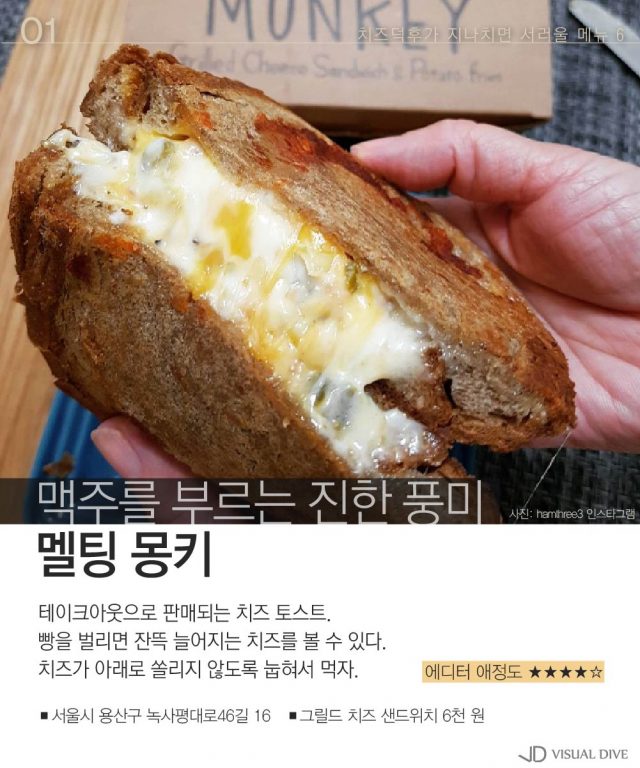 01
치즈덕후가 지나치면 서러울 메뉴 6
MUNKEY
Grilled Cheese Sandwich & Potato Fries
맥주를 부르는 진한 풍미
사진: hamthree3 인스타그램
멜팅 몽키
테이크아웃으로 판매되는 치즈 토스트.
빵을 벌리면 잔뜩 늘어지는 치즈를 볼 수 있다.
치즈가 아래로 쏠리지 않도록 눕혀서 먹자.
에디터 애정도 ★★★★☆
■ 서울시 용산구 녹사평대로46길 16 ■ 그릴드 치즈 샌드위치 6천 원
VISUAL DIVE